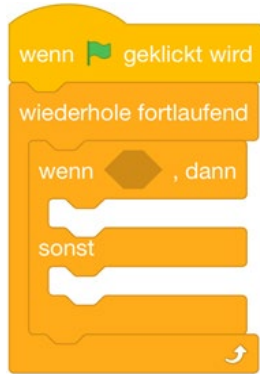 wenn geklickt wird
wiederhole fortlaufend
wenn , dann
sonst